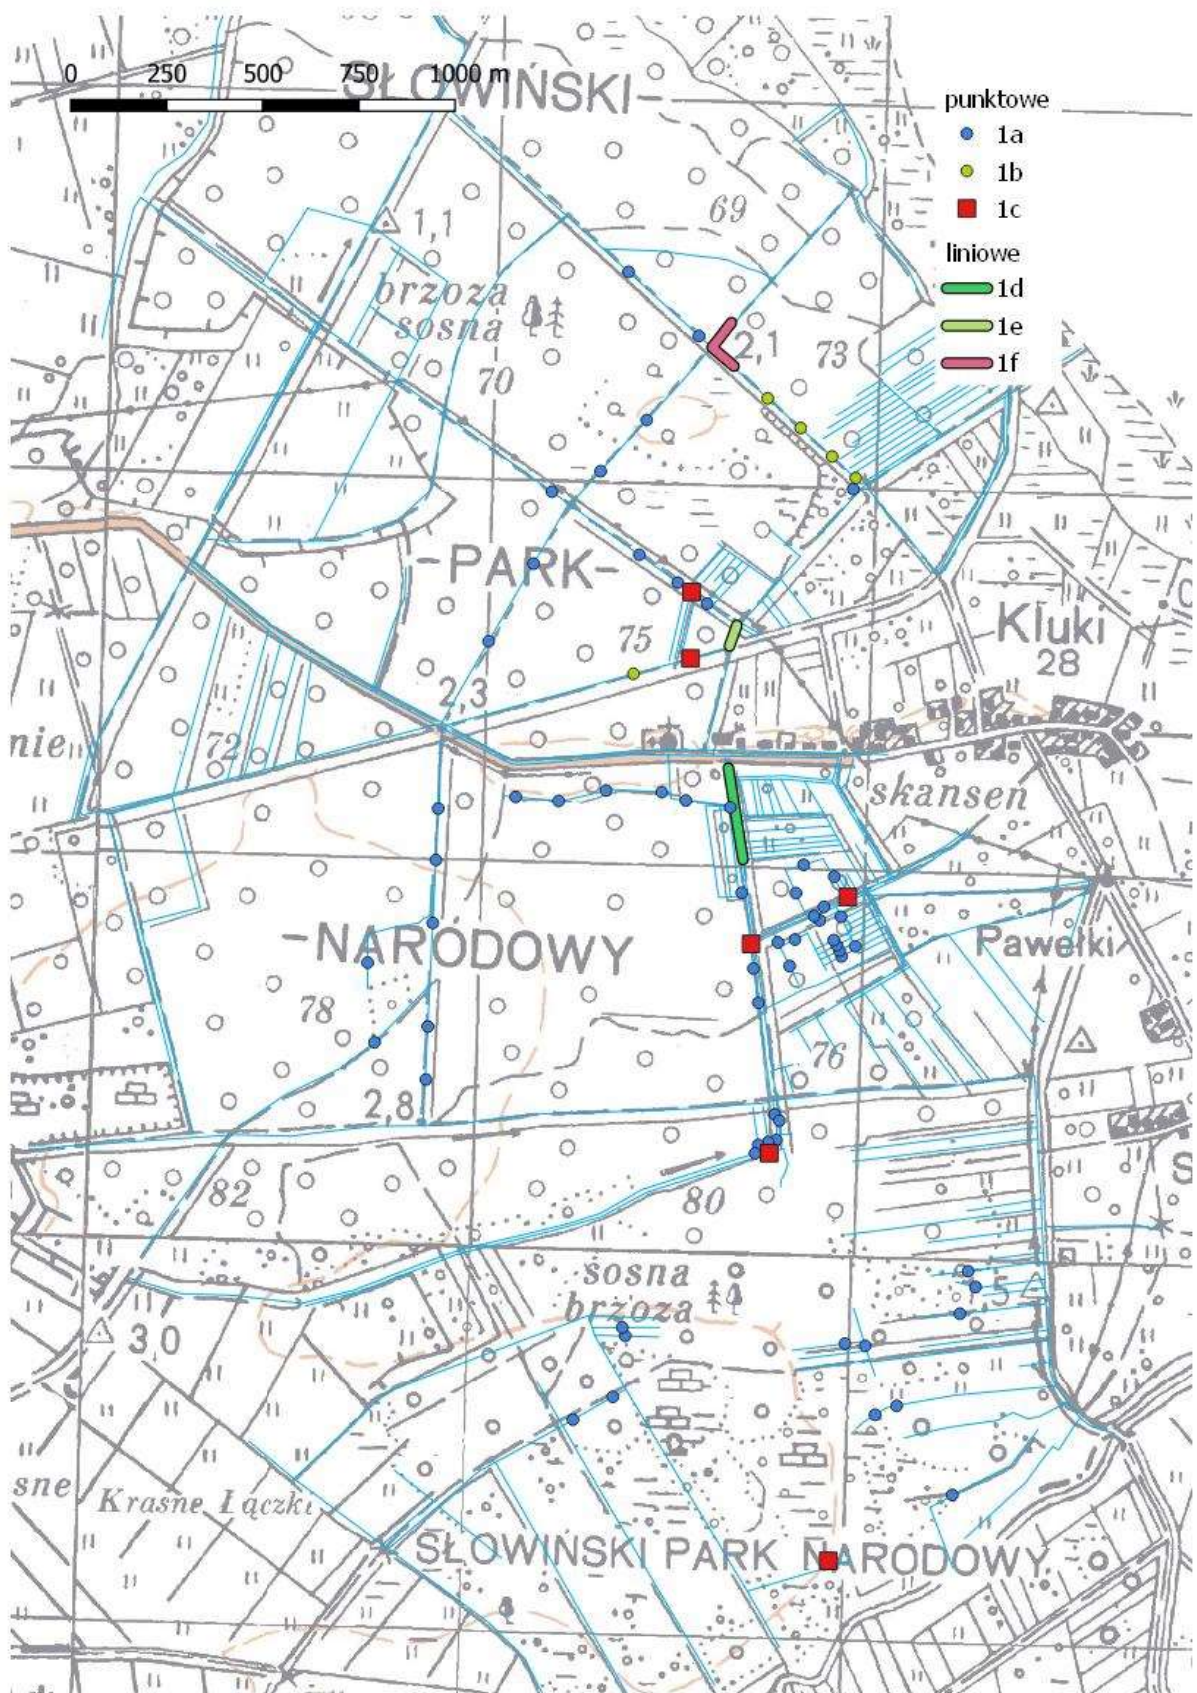 0 250 500 750 1000 m
SŁOWIŃSKI
punktowe
1a
1b
1c
liniowe
1d
1e
1f
69
1,1
brzoza
sosna
70
2,1
73
PARK
75
Kluki
28
2,3
72
nie
skansen
NARODOWY
Pawełki
78
76
2,8
82
80
S
sosna
brzoza
5
3,0
sne
Krasne Łączki
SŁOWIŃSKI PARK NARODOWY